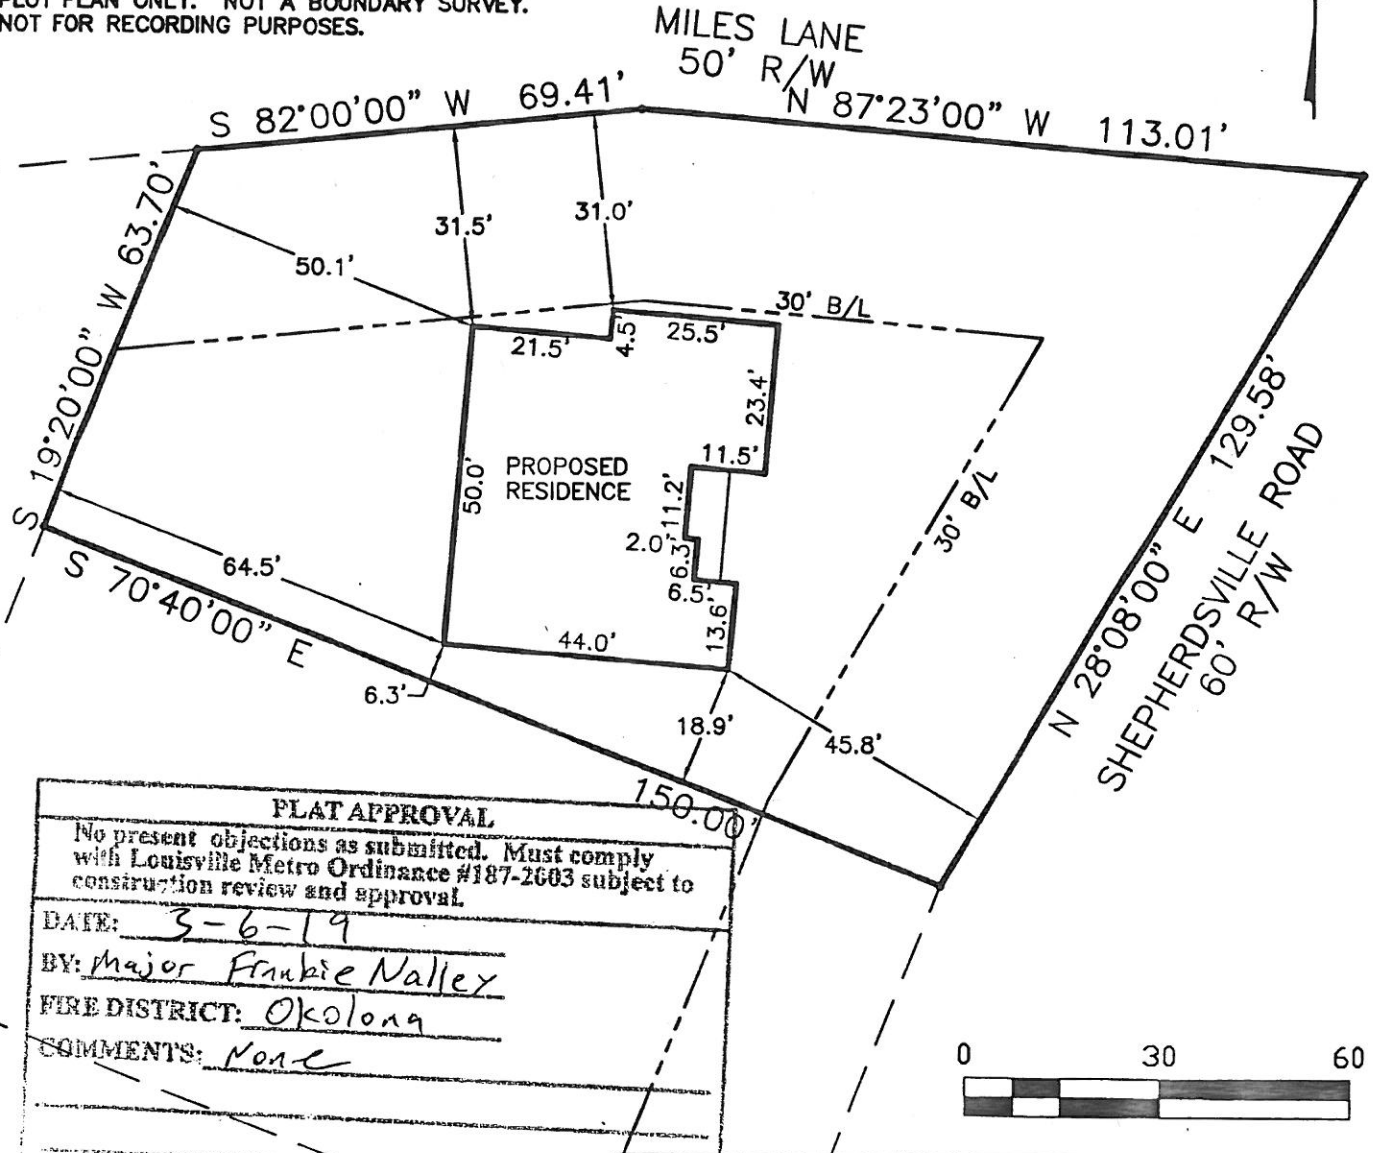 PLOT PLAN ONLY. NOT A BOUNDARY SURVEY.
NOT FOR RECORDING PURPOSES.
MILES LANE
50' R/W
S 82°00'00" W 69.41'
N 87°23'00" W 113.01'
S 19°20'00" W 63.70'
31.5'
31.0'
50.1'
30' B/L
21.5'
4.5'
25.5'
23.4'
11.5'
PROPOSED
RESIDENCE
50.0'
11.2'
2.0'
6.3'
6.5'
13.6'
44.0'
64.5'
6.3'
18.9'
45.8'
30' B/L
N 28°08'00" E 129.58'
SHEPHERDSVILLE ROAD
60' R/W
S 70°40'00" E
150.00'
S
PLAT APPROVAL
No present objections as submitted. Must comply
with Louisville Metro Ordinance #187-2003 subject to
construction review and approval.
DATE: 3-6-19
BY: Major Frankie Nalley
FIRE DISTRICT: Okolona
COMMENTS: None
0 30 60